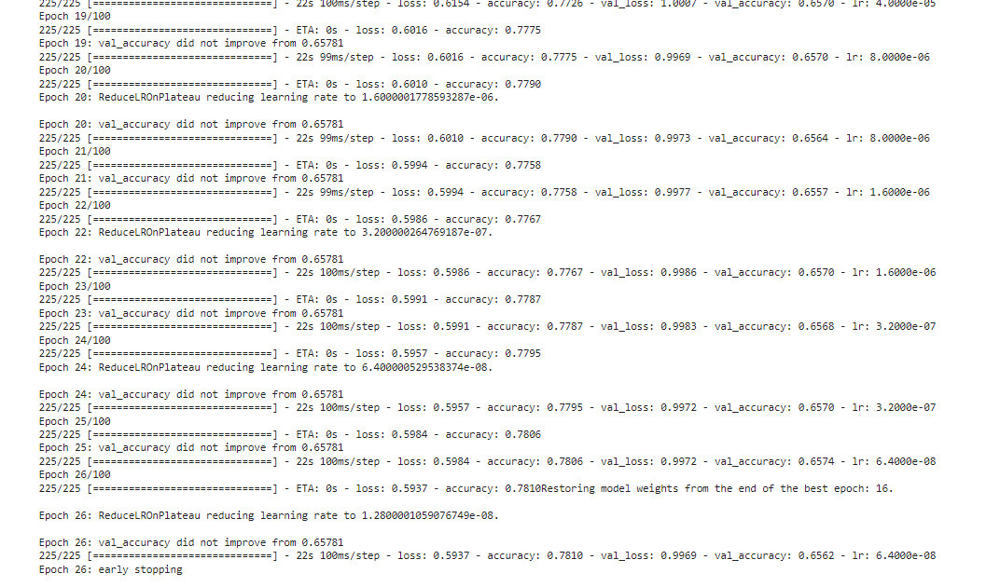 225/225 [==============================] - 22s 100ms/step - loss: 0.6154 - accuracy: 0.7726 - val_loss: 1.0007 - val_accuracy: 0.6570 - lr: 4.0000e-05
Epoch 19/100
225/225 [==============================] - ETA: 0s - loss: 0.6016 - accuracy: 0.7775
Epoch 19: val_accuracy did not improve from 0.65781
225/225 [==============================] - 22s 99ms/step - loss: 0.6016 - accuracy: 0.7775 - val_loss: 0.9969 - val_accuracy: 0.6570 - lr: 8.0000e-06
Epoch 20/100
225/225 [==============================] - ETA: 0s - loss: 0.6010 - accuracy: 0.7790
Epoch 20: ReduceLROnPlateau reducing learning rate to 1.6000001778593287e-06.
Epoch 20: val_accuracy did not improve from 0.65781
225/225 [==============================] - 22s 99ms/step - loss: 0.6010 - accuracy: 0.7790 - val_loss: 0.9973 - val_accuracy: 0.6564 - lr: 8.0000e-06
Epoch 21/100
225/225 [==============================] - ETA: 0s - loss: 0.5994 - accuracy: 0.7758
Epoch 21: val_accuracy did not improve from 0.65781
225/225 [==============================] - 22s 99ms/step - loss: 0.5994 - accuracy: 0.7758 - val_loss: 0.9977 - val_accuracy: 0.6557 - lr: 1.6000e-06
Epoch 22/100
225/225 [==============================] - ETA: 0s - loss: 0.5986 - accuracy: 0.7767
Epoch 22: ReduceLROnPlateau reducing learning rate to 3.200000264769187e-07.
Epoch 22: val_accuracy did not improve from 0.65781
225/225 [==============================] - 22s 100ms/step - loss: 0.5986 - accuracy: 0.7767 - val_loss: 0.9986 - val_accuracy: 0.6570 - lr: 1.6000e-06
Epoch 23/100
225/225 [==============================] - ETA: 0s - loss: 0.5991 - accuracy: 0.7787
Epoch 23: val_accuracy did not improve from 0.65781
225/225 [==============================] - 22s 100ms/step - loss: 0.5991 - accuracy: 0.7787 - val_loss: 0.9983 - val_accuracy: 0.6568 - lr: 3.2000e-07
Epoch 24/100
225/225 [==============================] - ETA: 0s - loss: 0.5957 - accuracy: 0.7795
Epoch 24: ReduceLROnPlateau reducing learning rate to 6.400000529538374e-08.
Epoch 24: val_accuracy did not improve from 0.65781
225/225 [==============================] - 22s 100ms/step - loss: 0.5957 - accuracy: 0.7795 - val_loss: 0.9972 - val_accuracy: 0.6570 - lr: 3.2000e-07
Epoch 25/100
225/225 [==============================] - ETA: 0s - loss: 0.5984 - accuracy: 0.7806
Epoch 25: val_accuracy did not improve from 0.65781
225/225 [==============================] - 22s 100ms/step - loss: 0.5984 - accuracy: 0.7806 - val_loss: 0.9972 - val_accuracy: 0.6574 - lr: 6.4000e-08
Epoch 26/100
225/225 [==============================] - ETA: 0s - loss: 0.5937 - accuracy: 0.7810Restoring model weights from the end of the best epoch: 16.
Epoch 26: ReduceLROnPlateau reducing learning rate to 1.2800001059076749e-08.
Epoch 26: val_accuracy did not improve from 0.65781
225/225 [==============================] - 22s 100ms/step - loss: 0.5937 - accuracy: 0.7810 - val_loss: 0.9969 - val_accuracy: 0.6562 - lr: 6.4000e-08
Epoch 26: early stopping